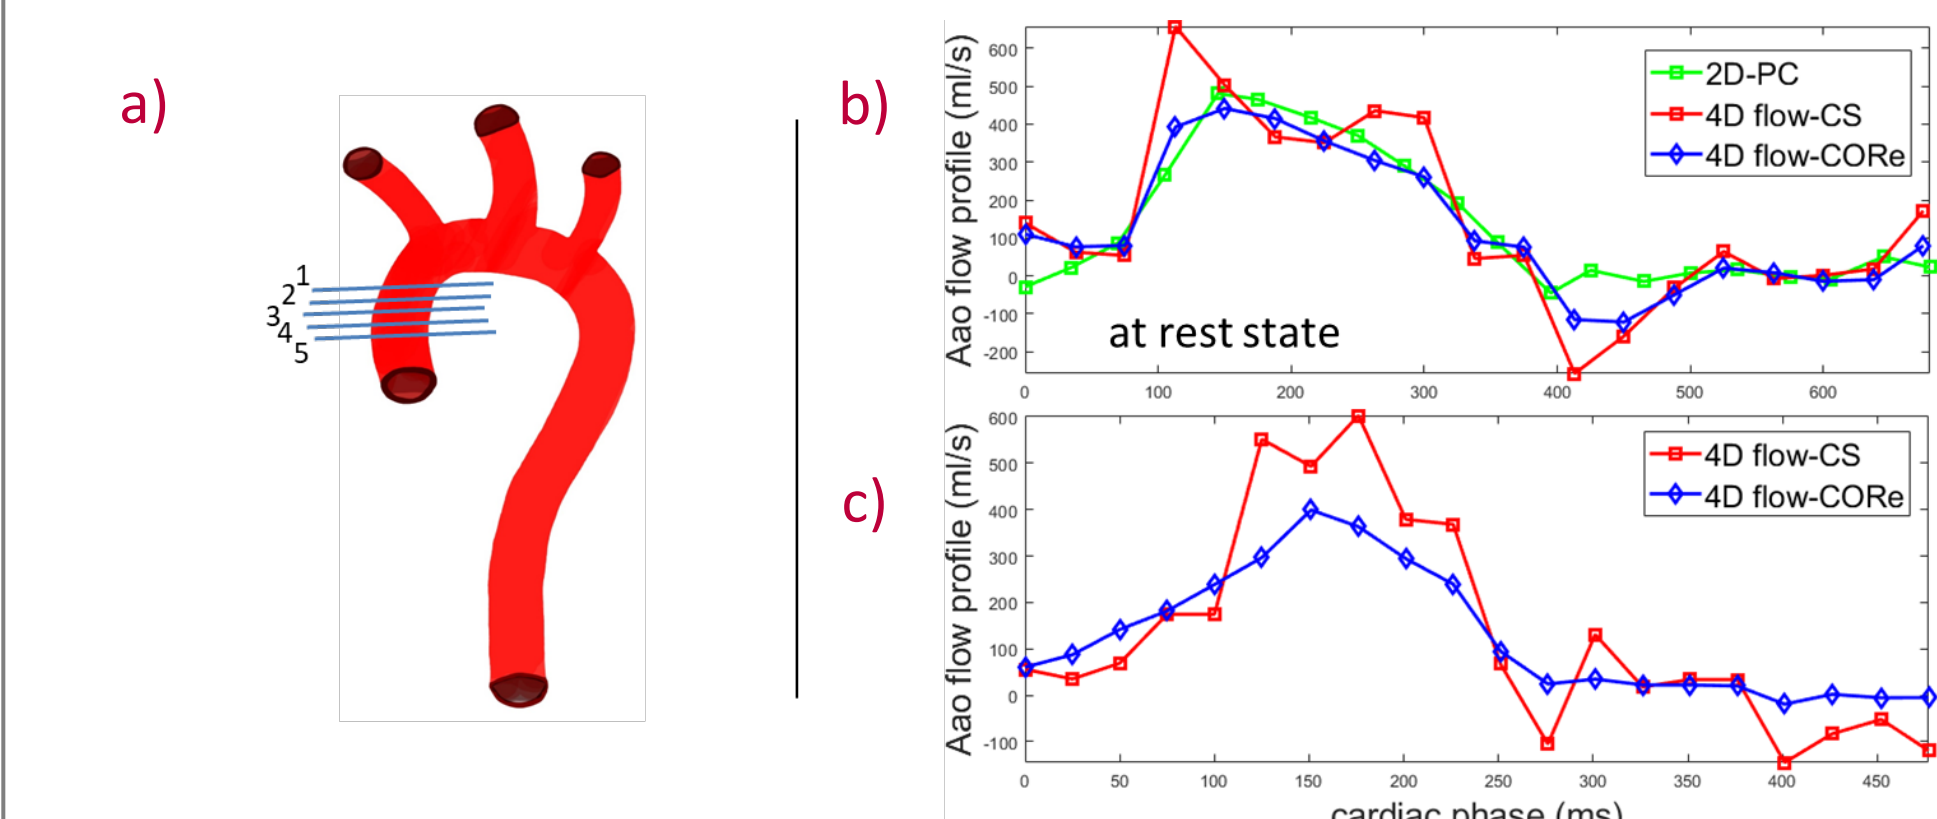 a)
1
2
3
4
5
b)
Aao flow profile (ml/s)
600
500
400
300
200
100
0
-100
-200
2D-PC
4D flow-CS
4D flow-CORe
at rest state
0 100 200 300 400 500 600
c)
Aao flow profile (ml/s)
600
500
400
300
200
100
0
-100
4D flow-CS
4D flow-CORe
0 50 100 150 200 250 300 350 400 450
cardiac phase (ms)